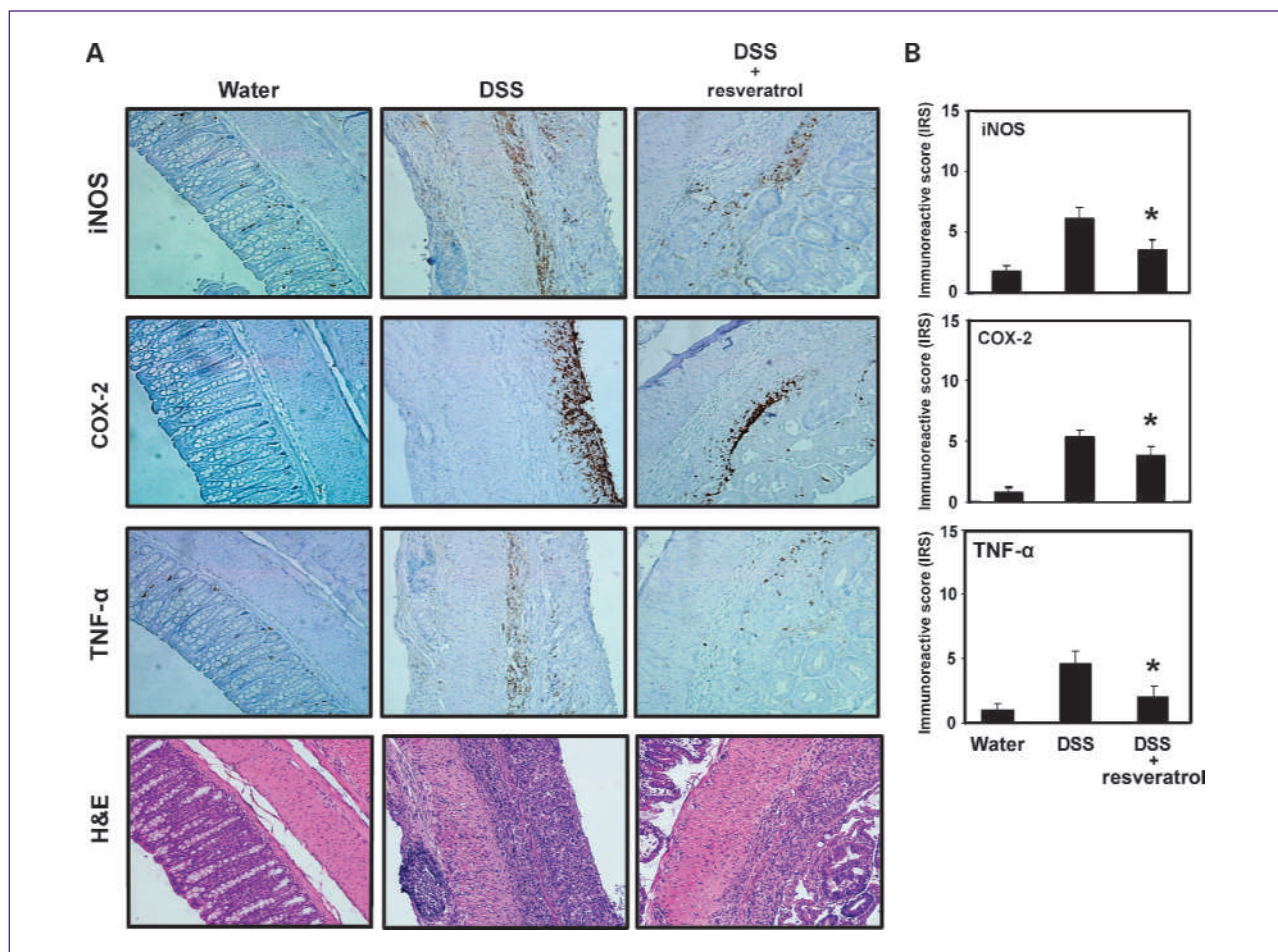 A
B
Water
DSS
DSS
+
resveratrol
iNOS
COX-2
TNF-α
H&E
Immunoreactive score (IRS)
15
10
5
0
iNOS
*
Immunoreactive score (IRS)
15
10
5
0
COX-2
*
Immunoreactive score (IRS)
15
10
5
0
TNF-α
*
Water
DSS
DSS
+
resveratrol